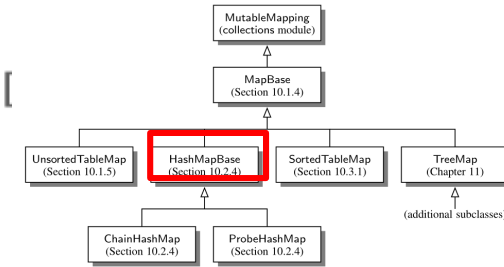 MutableMapping
(collections module)
MapBase
(Section 10.1.4)
UnsortedTableMap
(Section 10.1.5)
HashMapBase
(Section 10.2.4)
SortedTableMap
(Section 10.3.1)
TreeMap
(Chapter 11)
(additional subclasses)
ChainHashMap
(Section 10.2.4)
ProbeHashMap
(Section 10.2.4)